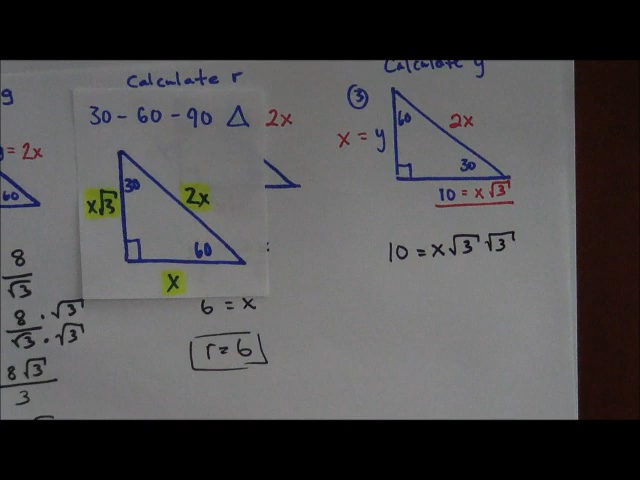 g
= 2x
60
8
√3
8 · √3
√3 · √3
8√3
3
Calculate r
30 - 60 - 90 △
2x
x√3
30
2x
60
x
6 = x
r = 6
Calculate y
③
60
2x
x = y
30
10 = x√3
10 = x√3 √3